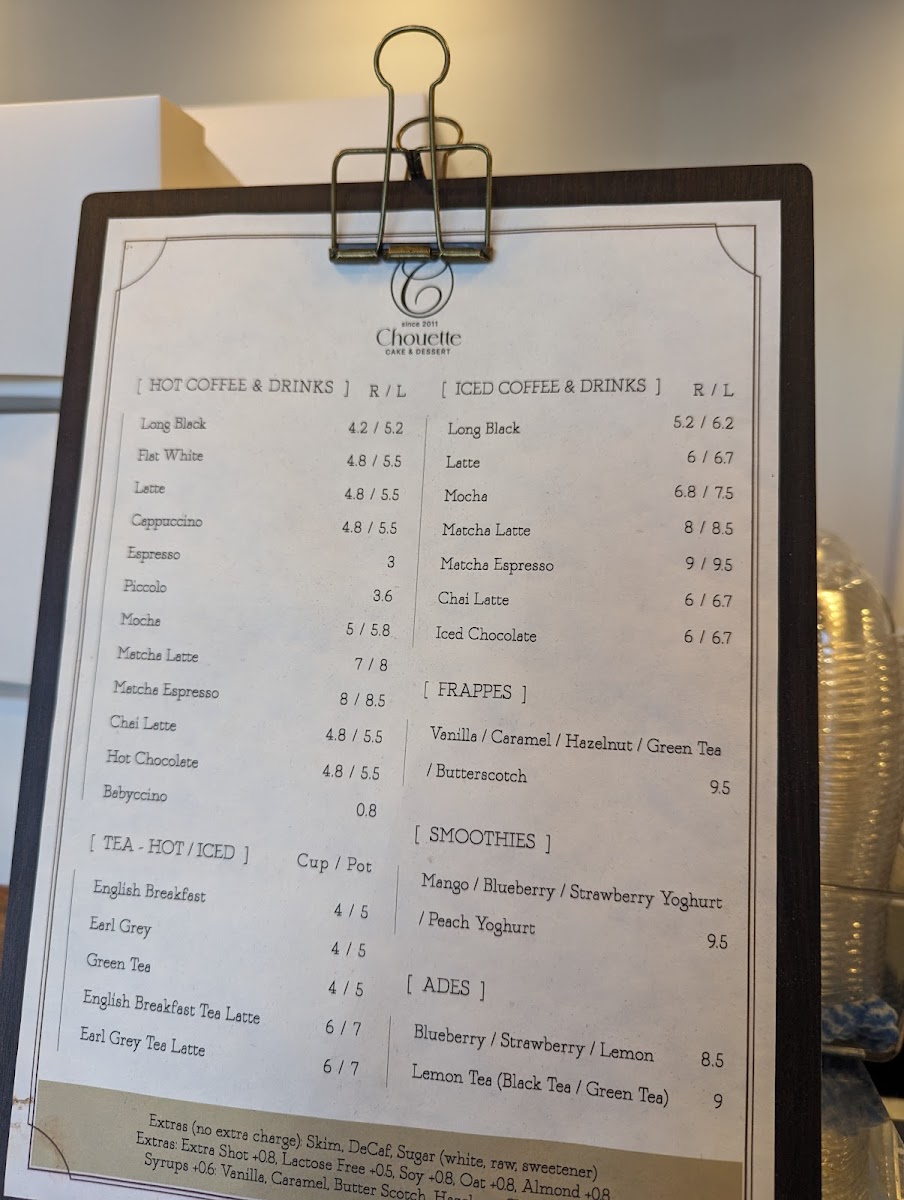 since 2011
Chouette
CAKE & DESSERT
[ HOT COFFEE & DRINKS ] R / L
Long Black 4.2 / 5.2
Flat White 4.8 / 5.5
Latte 4.8 / 5.5
Cappuccino 4.8 / 5.5
Espresso 3
Piccolo 3.6
Mocha 5 / 5.8
Matcha Latte 7 / 8
Matcha Espresso 8 / 8.5
Chai Latte 4.8 / 5.5
Hot Chocolate 4.8 / 5.5
Babyccino 0.8
[ TEA - HOT / ICED ] Cup / Pot
English Breakfast 4 / 5
Earl Grey 4 / 5
Green Tea 4 / 5
English Breakfast Tea Latte 6 / 7
Earl Grey Tea Latte 6 / 7
[ ICED COFFEE & DRINKS ] R / L
Long Black 5.2 / 6.2
Latte 6 / 6.7
Mocha 6.8 / 7.5
Matcha Latte 8 / 8.5
Matcha Espresso 9 / 9.5
Chai Latte 6 / 6.7
Iced Chocolate 6 / 6.7
[ FRAPPES ]
Vanilla / Caramel / Hazelnut / Green Tea
/ Butterscotch 9.5
[ SMOOTHIES ]
Mango / Blueberry / Strawberry Yoghurt
/ Peach Yoghurt 9.5
[ ADES ]
Blueberry / Strawberry / Lemon 8.5
Lemon Tea (Black Tea / Green Tea) 9
Extras (no extra charge): Skim, DeCaf, Sugar (white, raw, sweetener)
Extras: Extra Shot +0.8, Lactose Free +0.5, Soy +0.8, Oat +0.8, Almond +0.8
Syrups +0.6: Vanilla, Caramel, Butter Scotch,